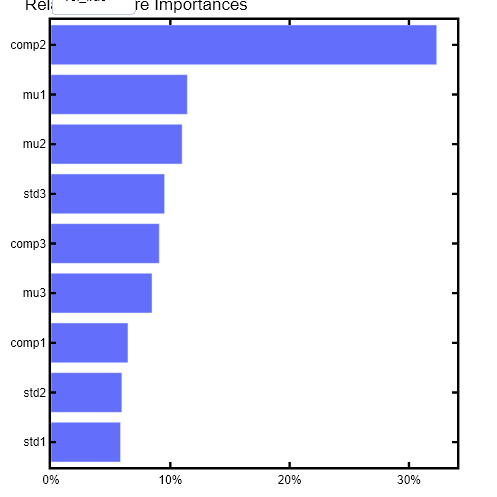 Rela re Importances
comp2
mu1
mu2
std3
comp3
mu3
comp1
std2
std1
0% 10% 20% 30%